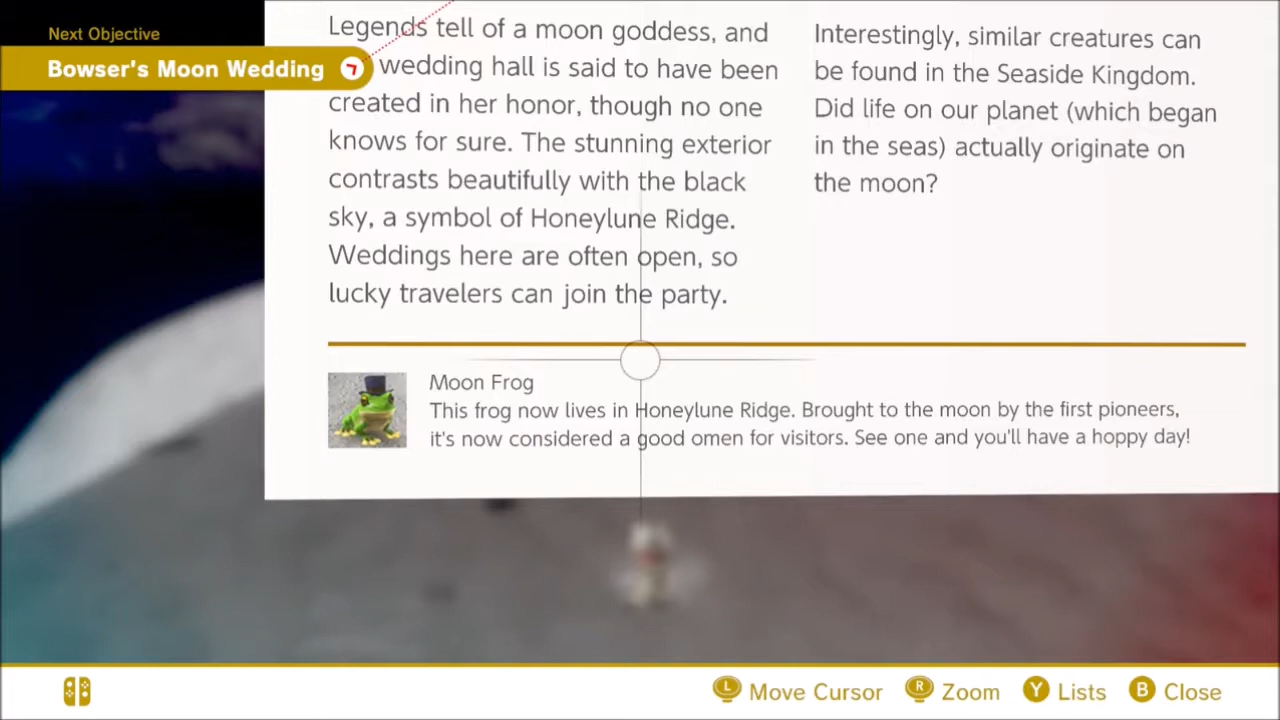 Next Objective
Bowser's Moon Wedding
Legends tell of a moon goddess, and
wedding hall is said to have been
created in her honor, though no one
knows for sure. The stunning exterior
contrasts beautifully with the black
sky, a symbol of Honeylune Ridge.
Weddings here are often open, so
lucky travelers can join the party.
Interestingly, similar creatures can
be found in the Seaside Kingdom.
Did life on our planet (which began
in the seas) actually originate on
the moon?
Moon Frog
This frog now lives in Honeylune Ridge. Brought to the moon by the first pioneers,
it's now considered a good omen for visitors. See one and you'll have a hoppy day!
L Move Cursor R Zoom Y Lists B Close